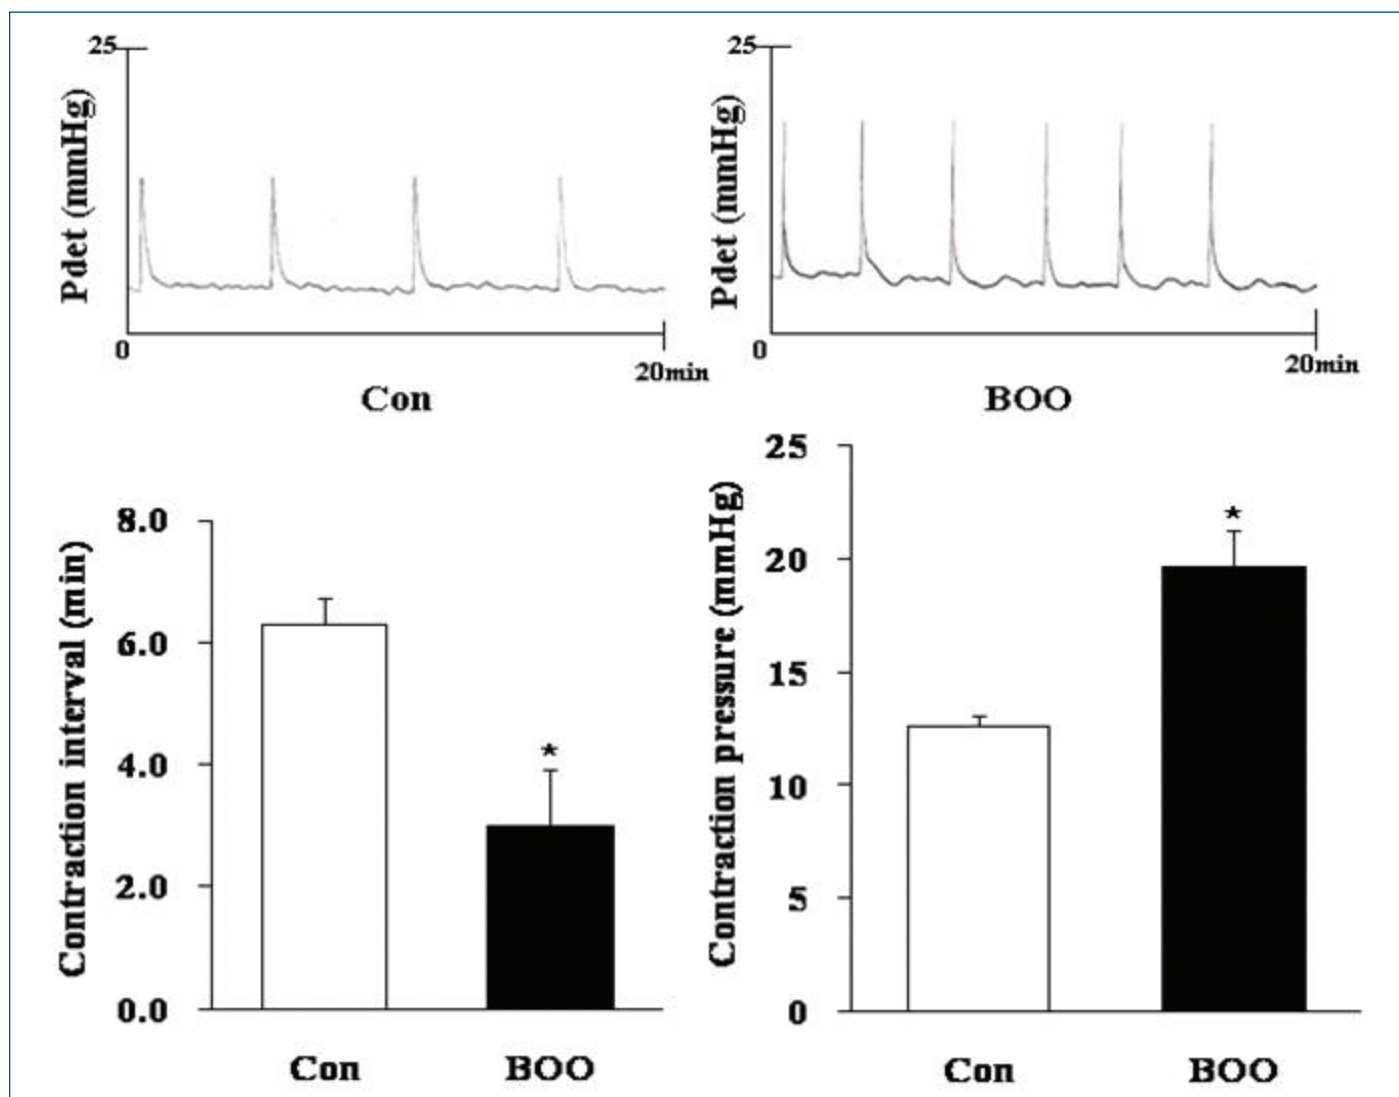 25
Pdet (mmHg)
0
0
20min
Con
25
Pdet (mmHg)
0
0
20min
BOO
8.0
6.0
4.0
2.0
0.0
Contraction interval (min)
*
Con
BOO
25
20
15
10
5
0
Contraction pressure (mmHg)
*
Con
BOO